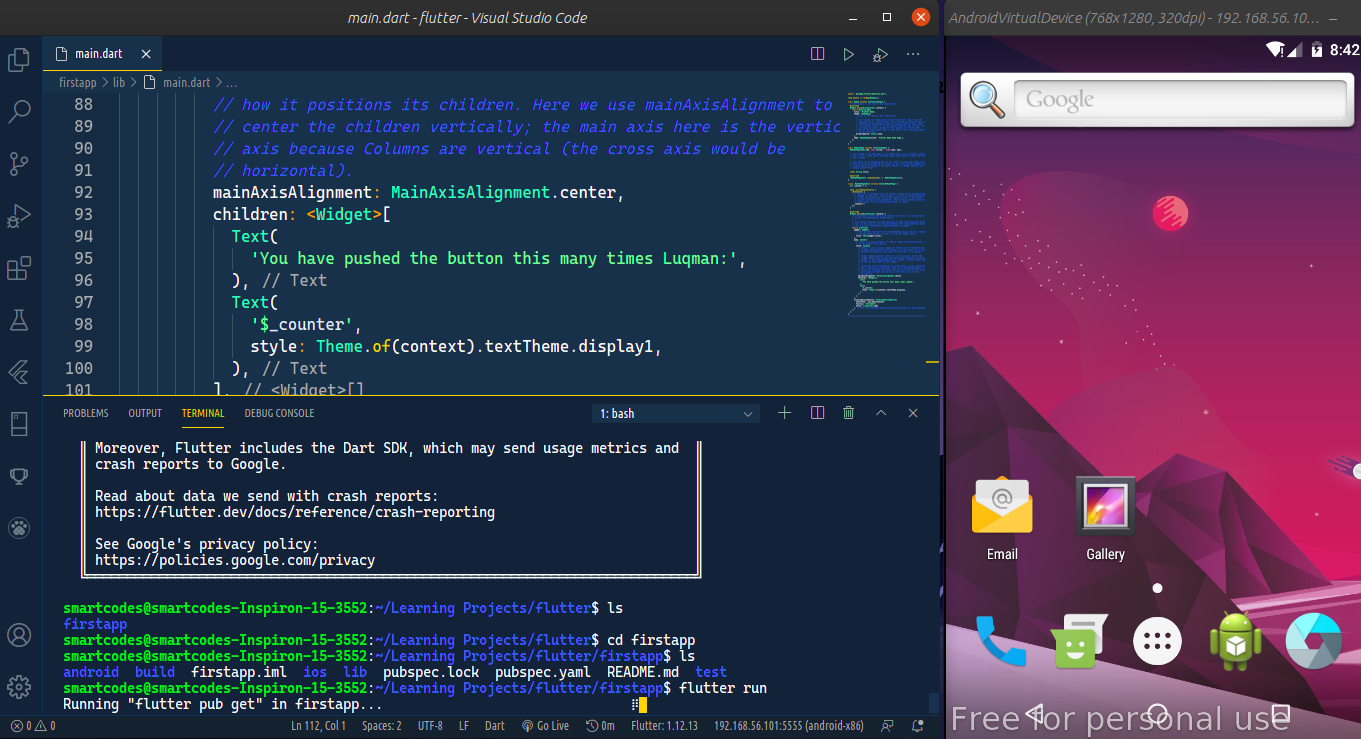 main.dart - flutter - Visual Studio Code
main.dart
firstapp > lib > main.dart > ...
88 // how it positions its children. Here we use mainAxisAlignment to
89 // center the children vertically; the main axis here is the vertic
90 // axis because Columns are vertical (the cross axis would be
91 // horizontal).
92 mainAxisAlignment: MainAxisAlignment.center,
93 children: <Widget>[
94 Text(
95 'You have pushed the button this many times Luqman:',
96 ), // Text
97 Text(
98 '$_counter',
99 style: Theme.of(context).textTheme.display1,
100 ), // Text
101 ], // <Widget>[]
PROBLEMS OUTPUT TERMINAL DEBUG CONSOLE 1: bash
Moreover, Flutter includes the Dart SDK, which may send usage metrics and
crash reports to Google.
Read about data we send with crash reports:
https://flutter.dev/docs/reference/crash-reporting
See Google's privacy policy:
https://policies.google.com/privacy
smartcodes@smartcodes-Inspiron-15-3552:~/Learning Projects/flutter$ ls
firstapp
smartcodes@smartcodes-Inspiron-15-3552:~/Learning Projects/flutter$ cd firstapp
smartcodes@smartcodes-Inspiron-15-3552:~/Learning Projects/flutter/firstapp$ ls
android build firstapp.iml ios lib pubspec.lock pubspec.yaml README.md test
smartcodes@smartcodes-Inspiron-15-3552:~/Learning Projects/flutter/firstapp$ flutter run
Running "flutter pub get" in firstapp...
0 0 Ln 112, Col 1 Spaces: 2 UTF-8 LF Dart Go Live 0m Flutter: 1.12.13 192.168.56.101:5555 (android-x86)
AndroidVirtualDevice (768x1280, 320dpi) - 192.168.56.10...
8:42
Google
Email Gallery
Free for personal use